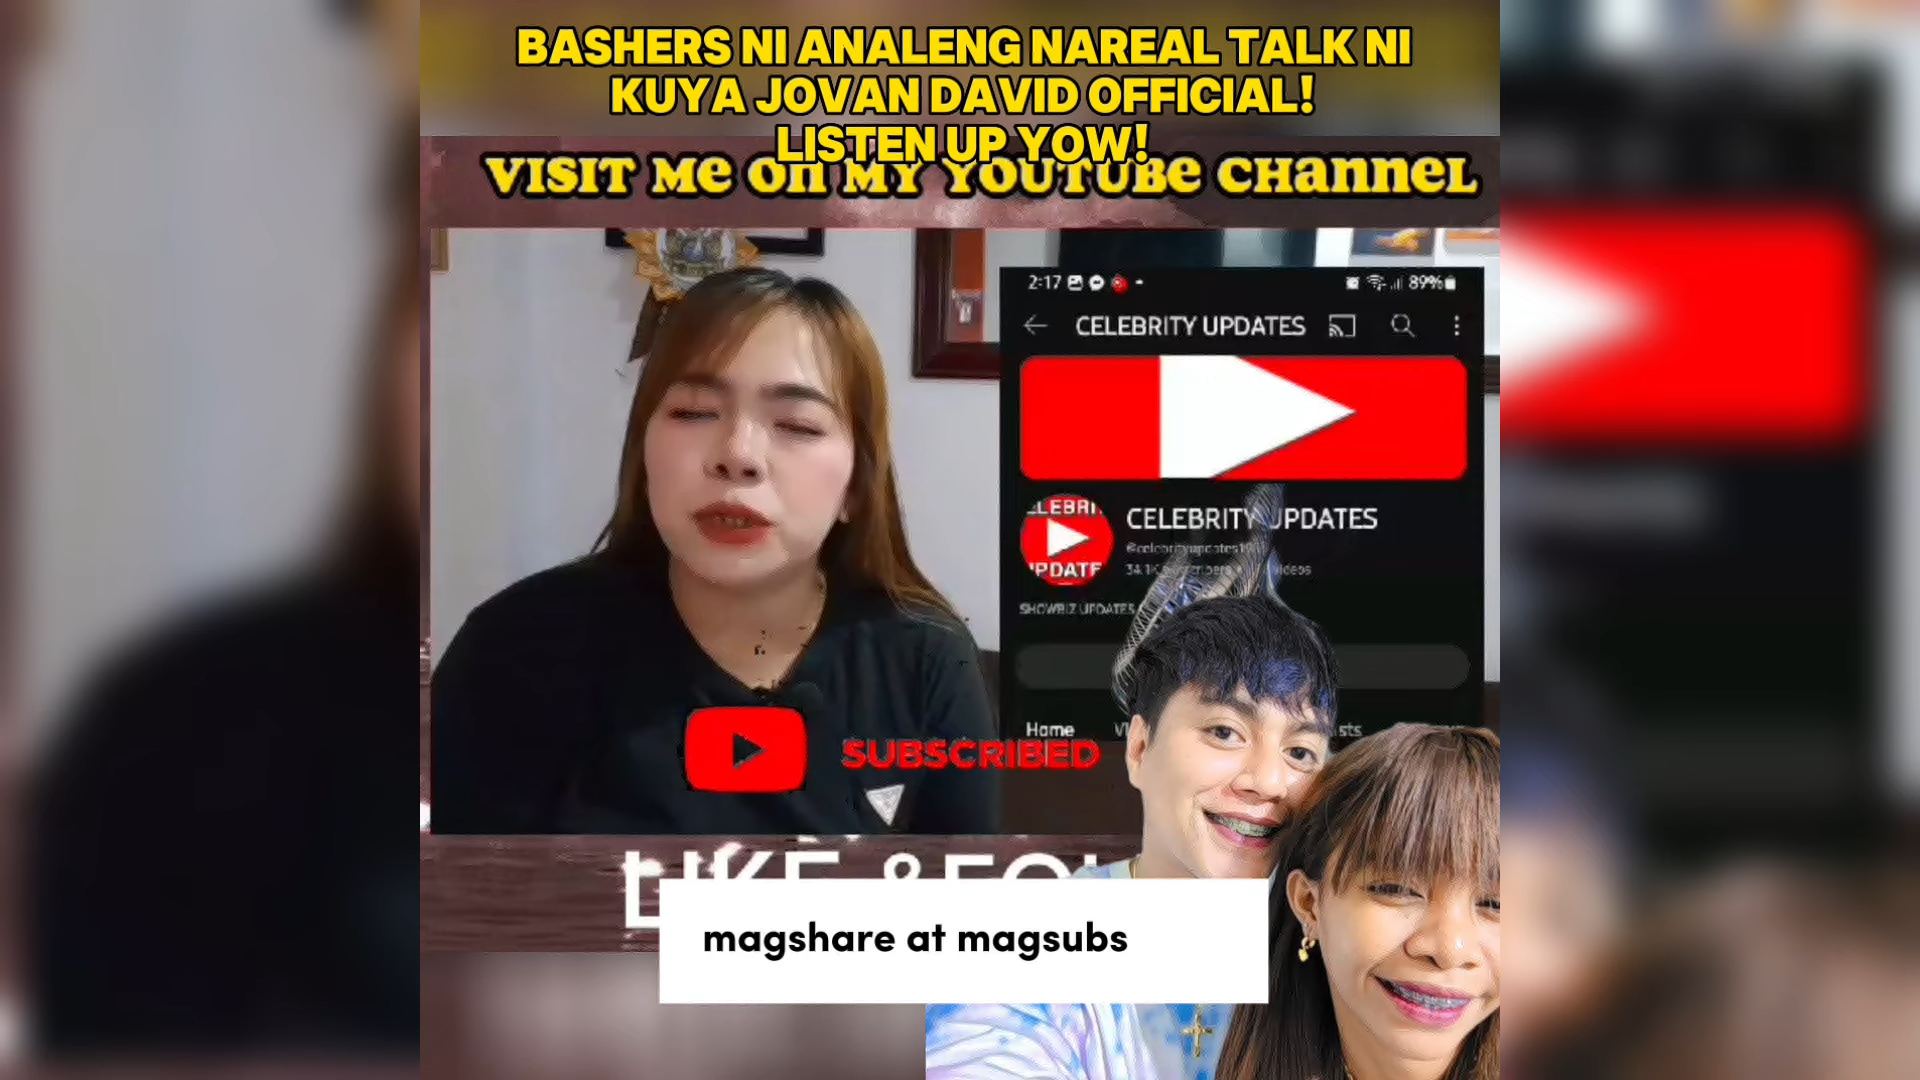 BASHERS NI ANALENG NAREAL TALK NI
KUYA JOVAN DAVID OFFICIAL!
LISTEN UP YOW!
VISIT ME ON MY YOUTUBE CHANNEL
2:17
89%
CELEBRITY UPDATES
CELEBRITY UPDATES
SHOWBIZ UPDATES
Home
SUBSCRIBED
LIKE &
magshare at magsubs